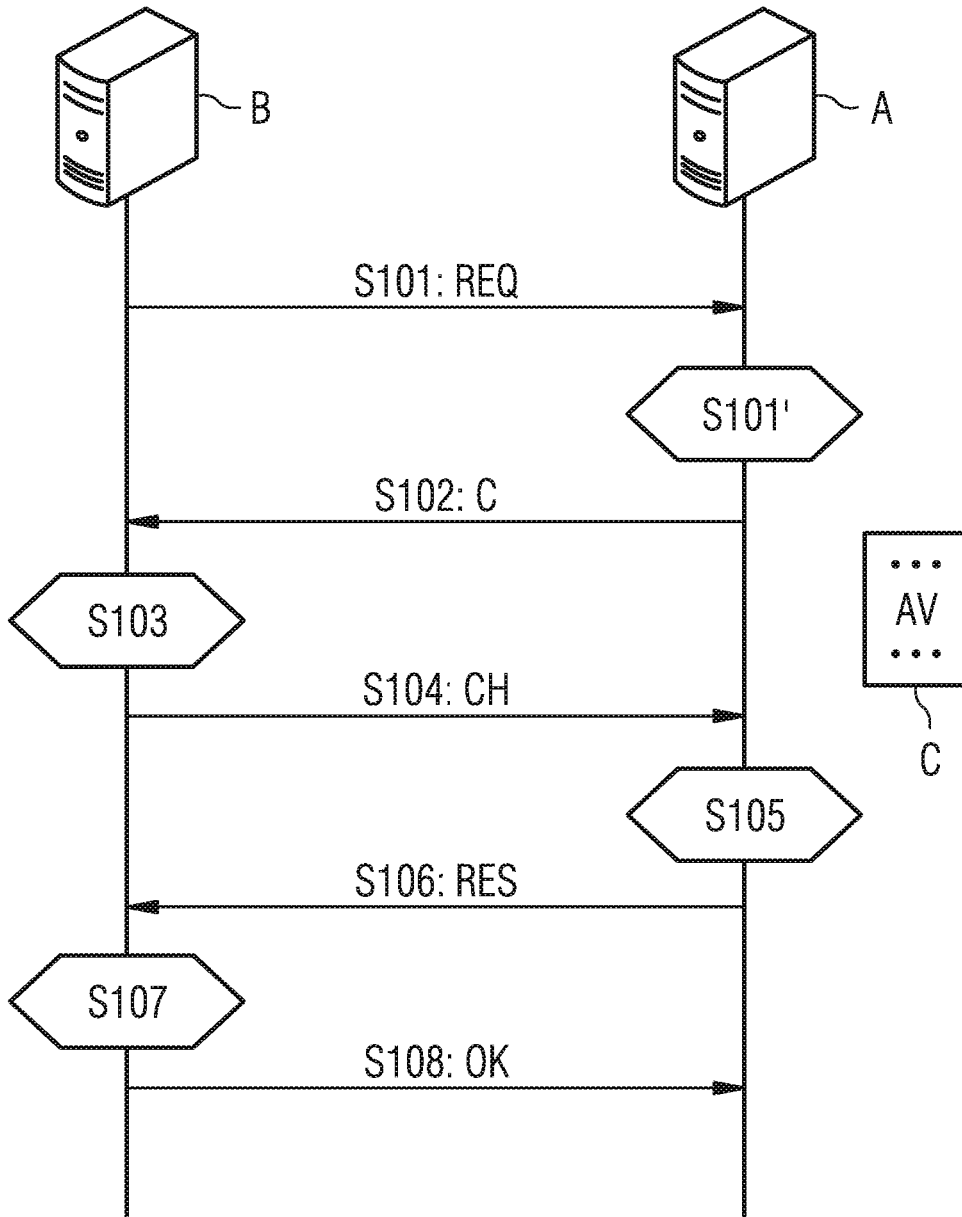 B
A
S101: REQ
S101'
S102: C
• • •
AV
• • •
C
S103
S104: CH
S105
S106: RES
S107
S108: OK